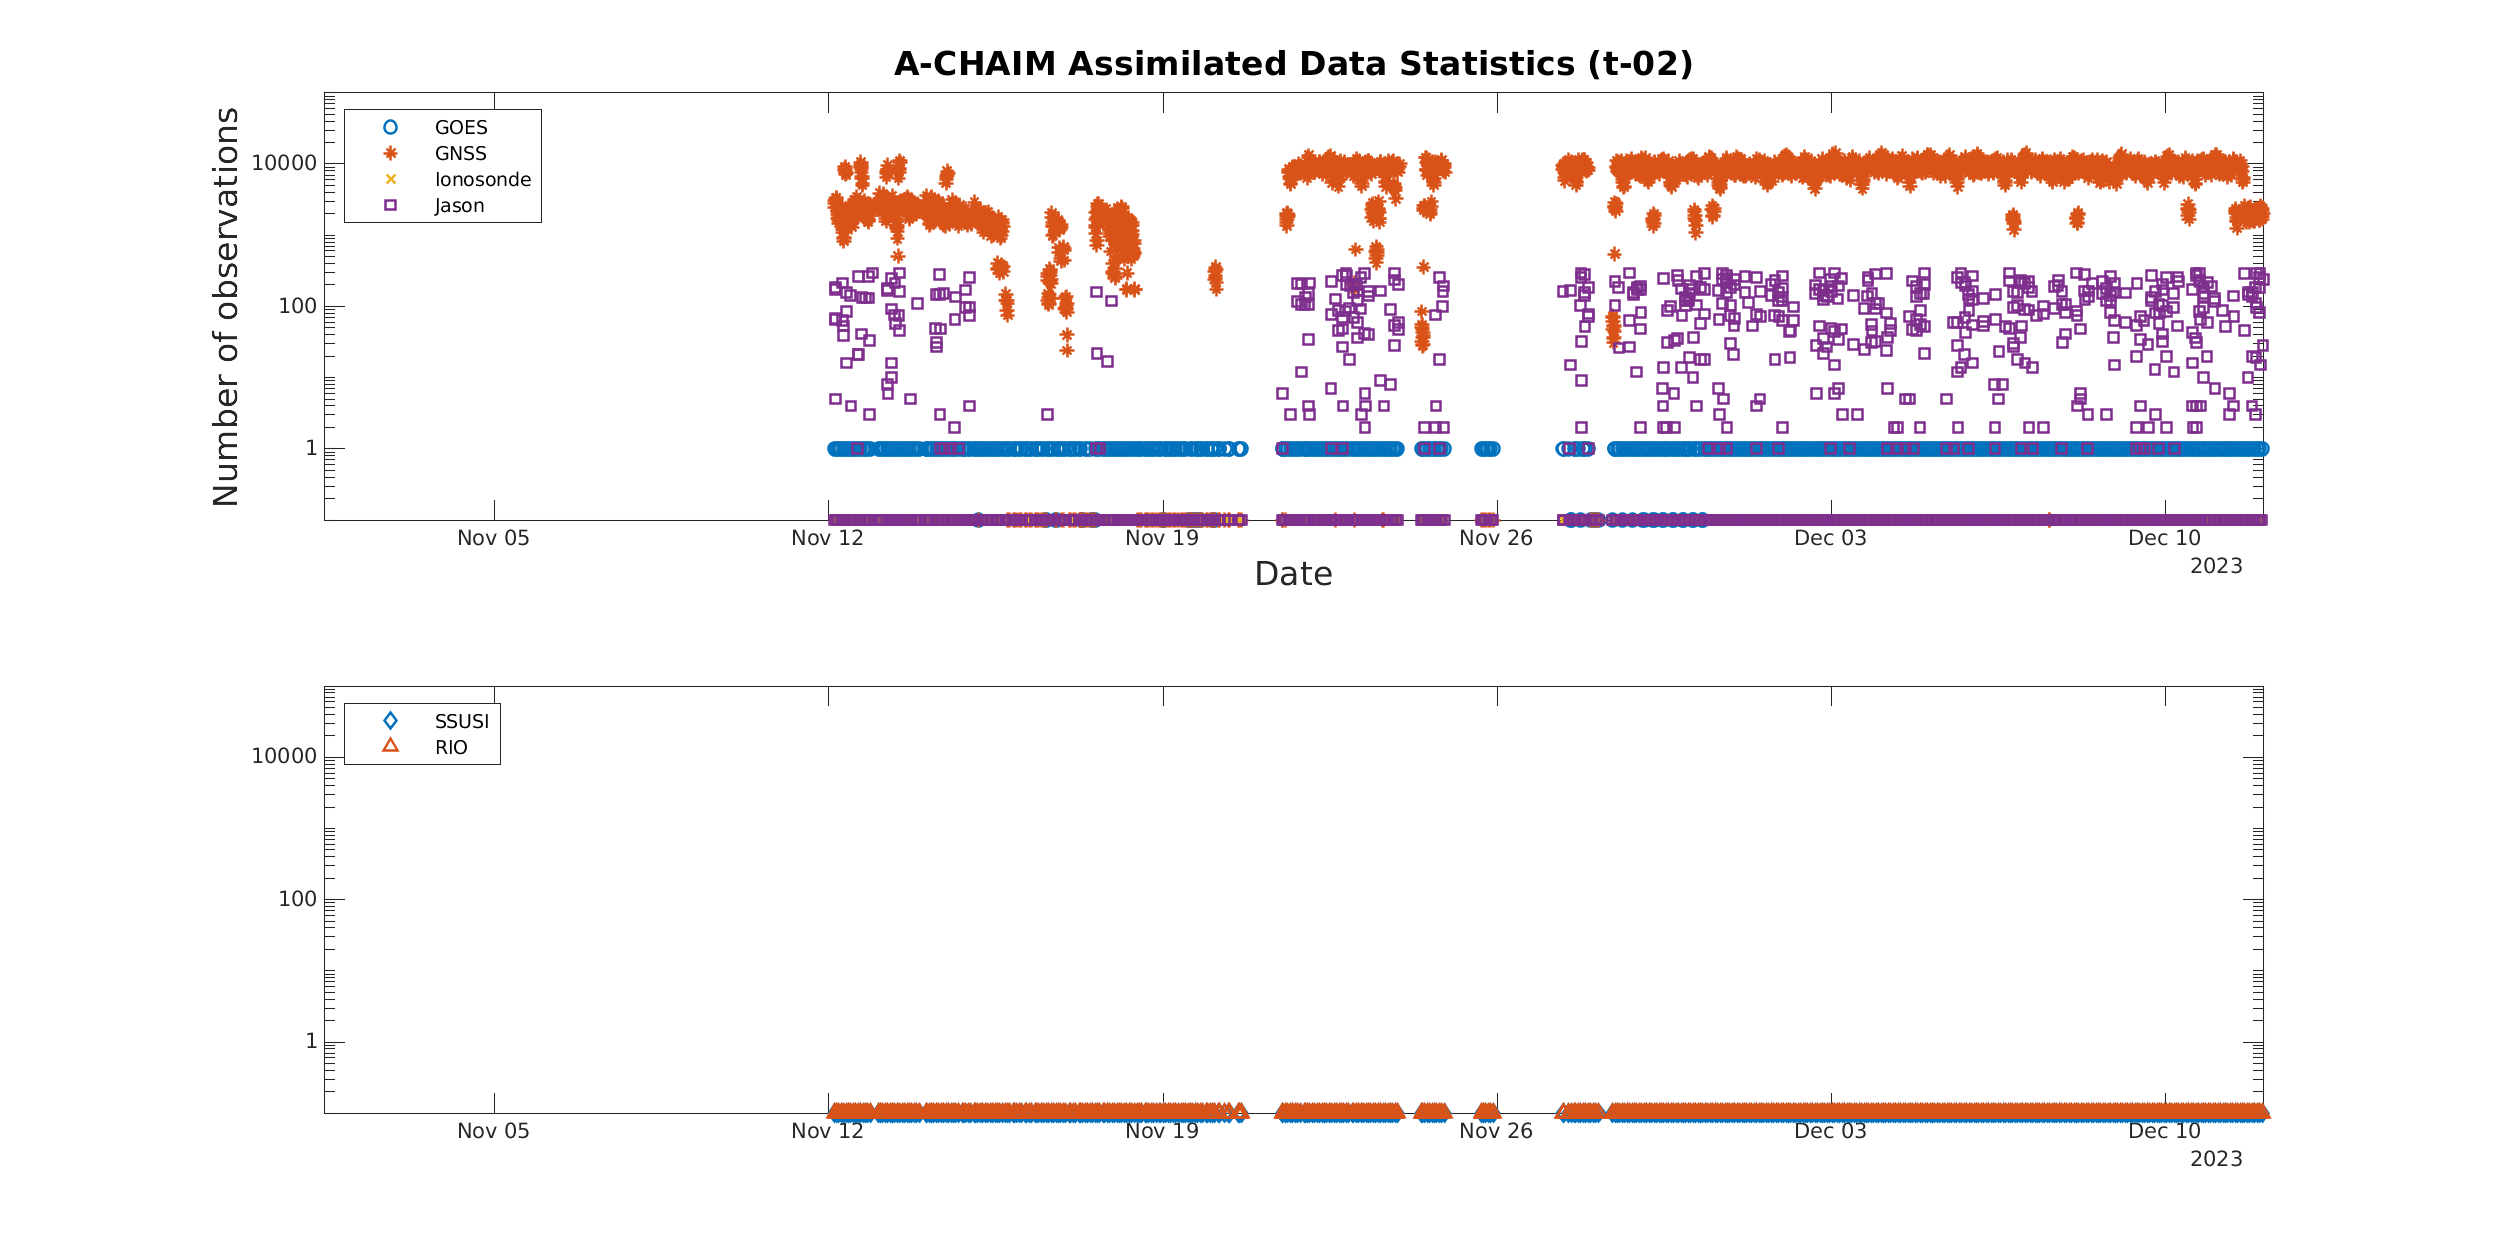 A-CHAIM Assimilated Data Statistics (t-02)
Number of observations
10000
100
1
GOES
GNSS
Ionosonde
Jason
Nov 05
Nov 12
Nov 19
Nov 26
Dec 03
Dec 10
2023
Date
10000
100
1
SSUSI
RIO
Nov 05
Nov 12
Nov 19
Nov 26
Dec 03
Dec 10
2023